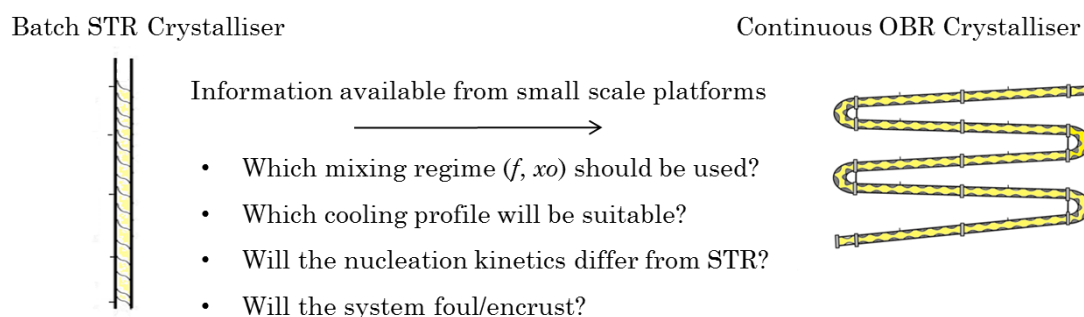 Batch STR Crystalliser
Continuous OBR Crystalliser
Information available from small scale platforms
• Which mixing regime (f, xo) should be used?
• Which cooling profile will be suitable?
• Will the nucleation kinetics differ from STR?
• Will the system foul/encrust?